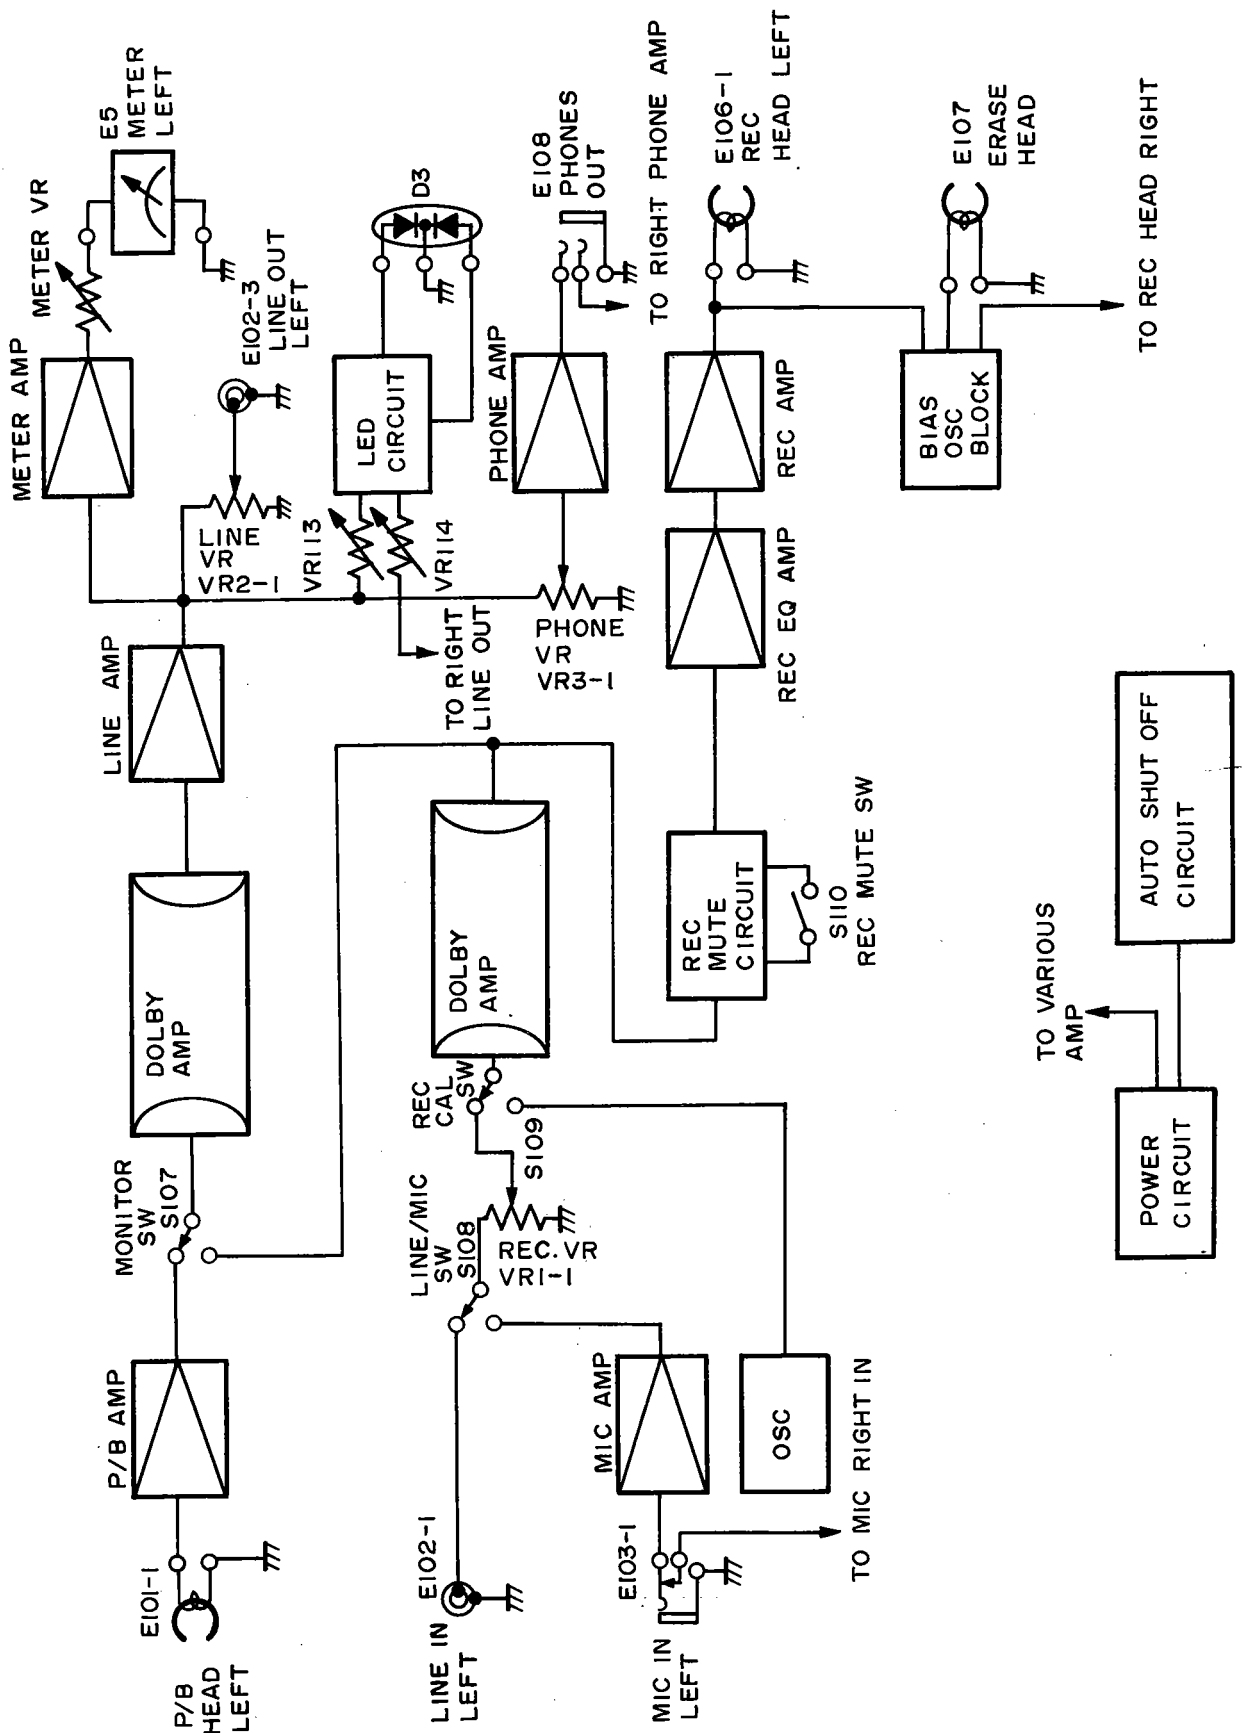 P/B
HEAD
LEFT
E101-1
P/B AMP
MONITOR
SW
S107
DOLBY
AMP
LINE AMP
METER AMP
METER VR
E5
METER
LEFT
LINE
VR
VR2-1
E102-3
LINE OUT
LEFT
VR113
VR114
LED
CIRCUIT
D3
TO RIGHT
LINE OUT
PHONE
VR
VR3-1
PHONE AMP
E108
PHONES
OUT
TO RIGHT PHONE AMP
LINE IN
LEFT
E102-1
LINE/MIC
SW
S108
REC. VR
VR1-1
REC
CAL
SW
S109
DOLBY
AMP
MIC IN
LEFT
E103-1
MIC AMP
OSC
TO MIC RIGHT IN
REC
MUTE
CIRCUIT
S110
REC MUTE SW
REC EQ AMP
REC AMP
E106-1
REC
HEAD LEFT
BIAS
OSC
BLOCK
E107
ERASE
HEAD
TO REC HEAD RIGHT
POWER
CIRCUIT
TO VARIOUS
AMP
AUTO SHUT OFF
CIRCUIT